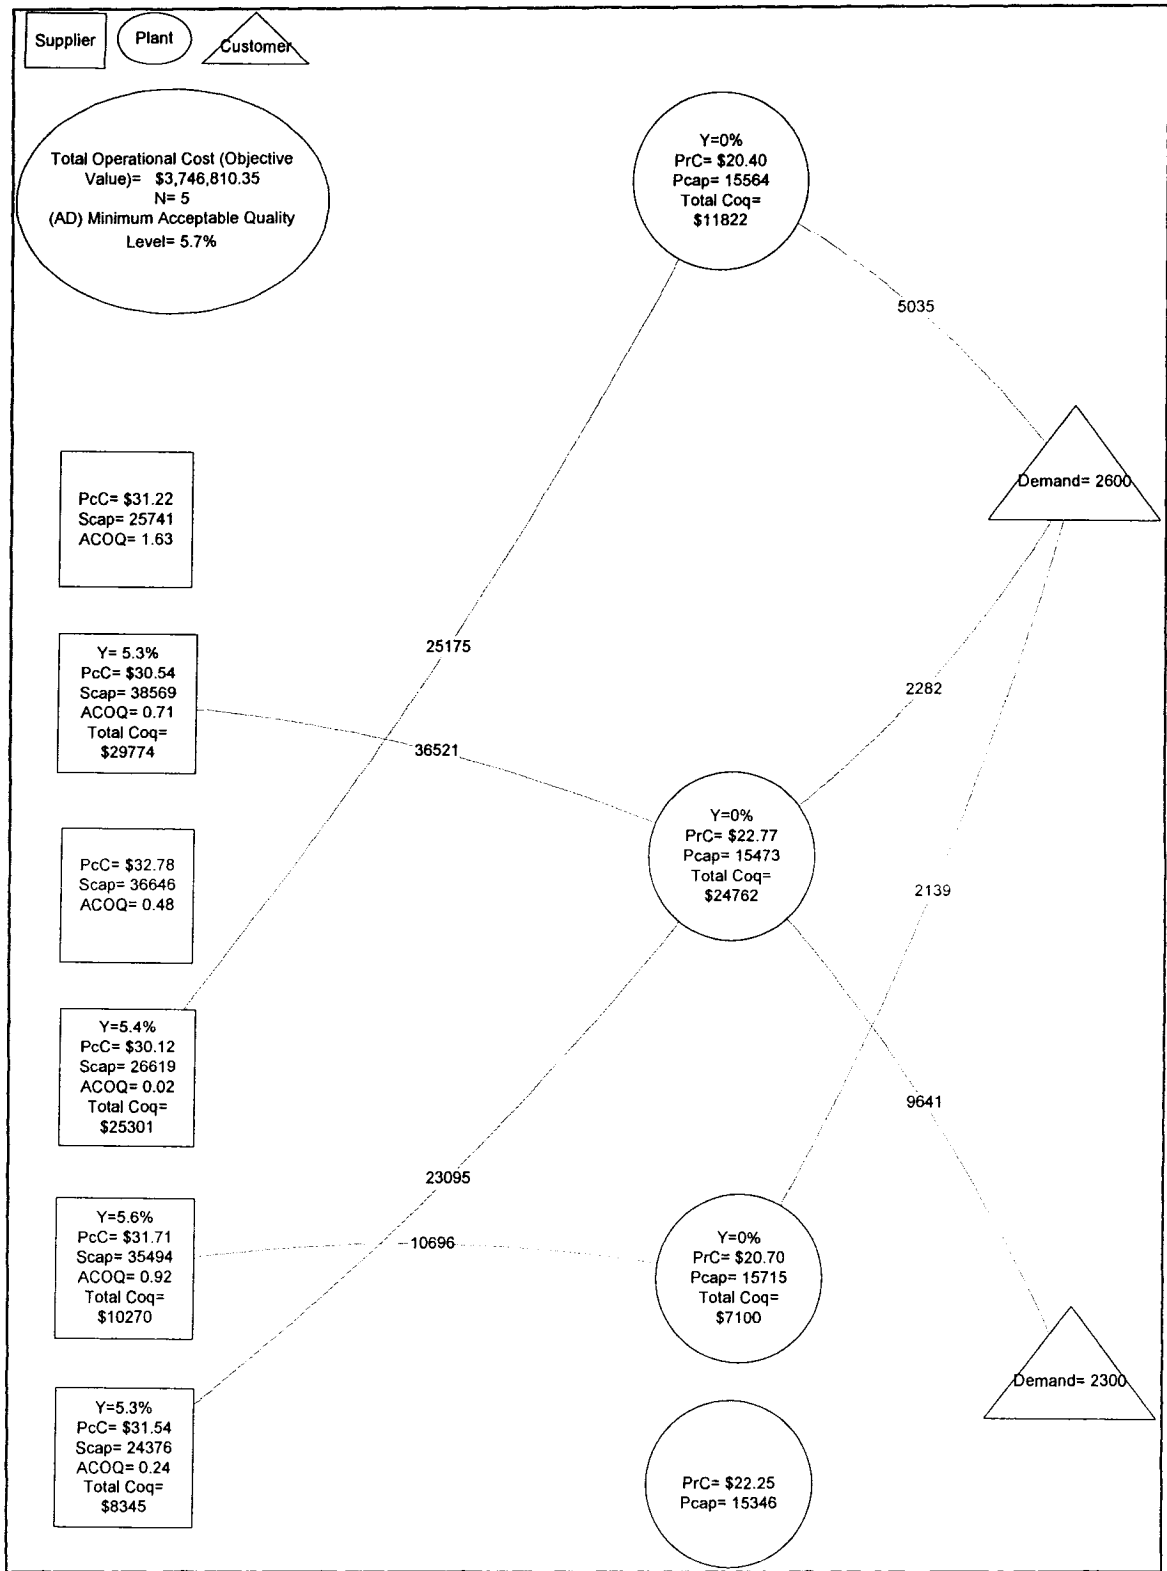 Supplier
Plant
Customer
Total Operational Cost (Objective
Value)= $3,746,810.35
N= 5
(AD) Minimum Acceptable Quality
Level= 5.7%
Y=0%
PrC= $20.40
Pcap= 15564
Total Coq=
$11822
5035
Demand= 2600
PcC= $31.22
Scap= 25741
ACOQ= 1.63
Y= 5.3%
PcC= $30.54
Scap= 38569
ACOQ= 0.71
Total Coq=
$29774
25175
36521
2282
Y=0%
PrC= $22.77
Pcap= 15473
Total Coq=
$24762
PcC= $32.78
Scap= 36646
ACOQ= 0.48
2139
Y=5.4%
PcC= $30.12
Scap= 26619
ACOQ= 0.02
Total Coq=
$25301
9641
23095
Y=5.6%
PcC= $31.71
Scap= 35494
ACOQ= 0.92
Total Coq=
$10270
10696
Y=0%
PrC= $20.70
Pcap= 15715
Total Coq=
$7100
Demand= 2300
Y=5.3%
PcC= $31.54
Scap= 24376
ACOQ= 0.24
Total Coq=
$8345
PrC= $22.25
Pcap= 15346